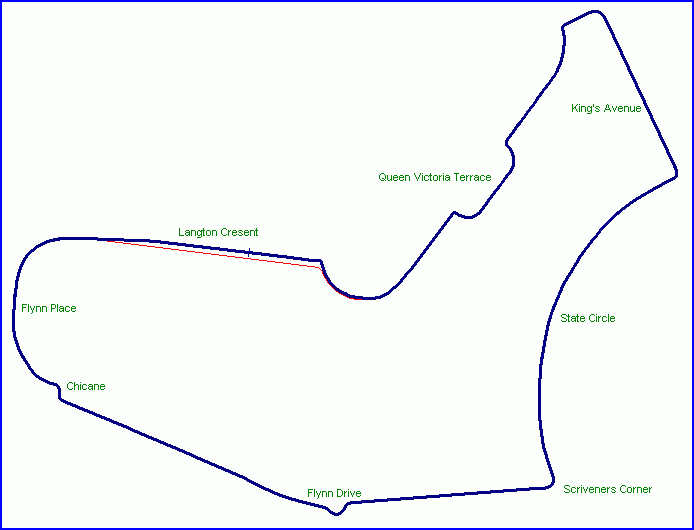 King's Avenue
Queen Victoria Terrace
Langton Cresent
Flynn Place
State Circle
Chicane
Flynn Drive
Scriveners Corner